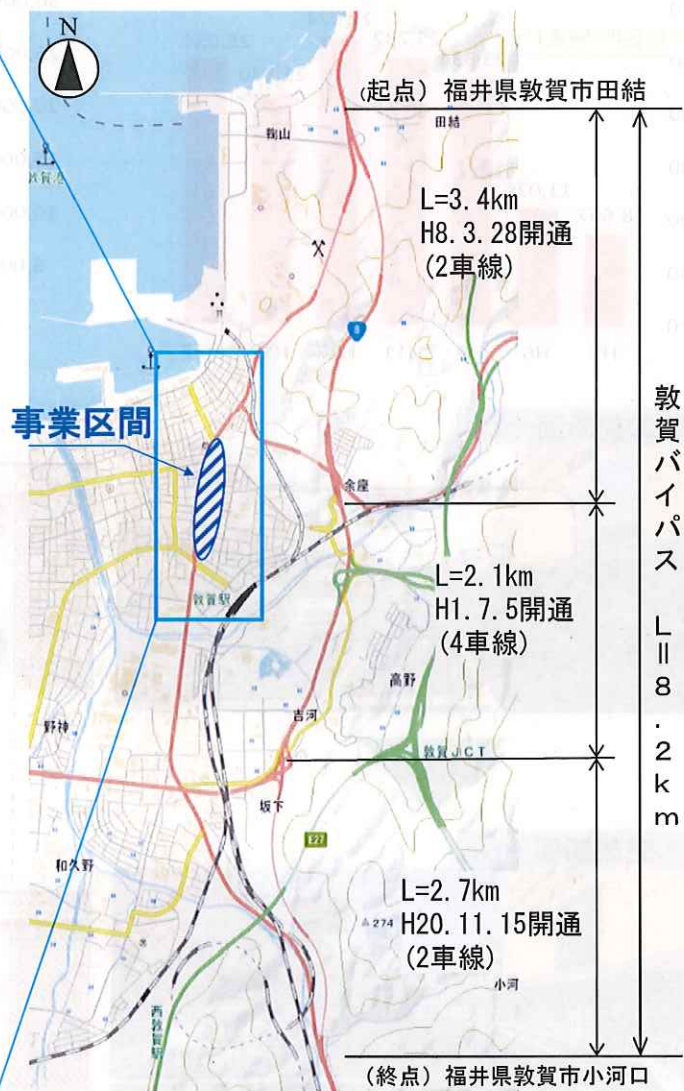 N
(起点) 福井県敦賀市田結
鞠山
田結
敦賀港
L=3.4km
H8.3.28開通
(2車線)
8
事業区間
余座
敦賀バイパス L=8.2km
敦賀駅
L=2.1km
H1.7.5開通
(4車線)
高野
野神
吉河
敦賀JCT
坂下
E27
和久野
L=2.7km
274
H20.11.15開通
(2車線)
小河
西敦賀駅
(終点) 福井県敦賀市小河口